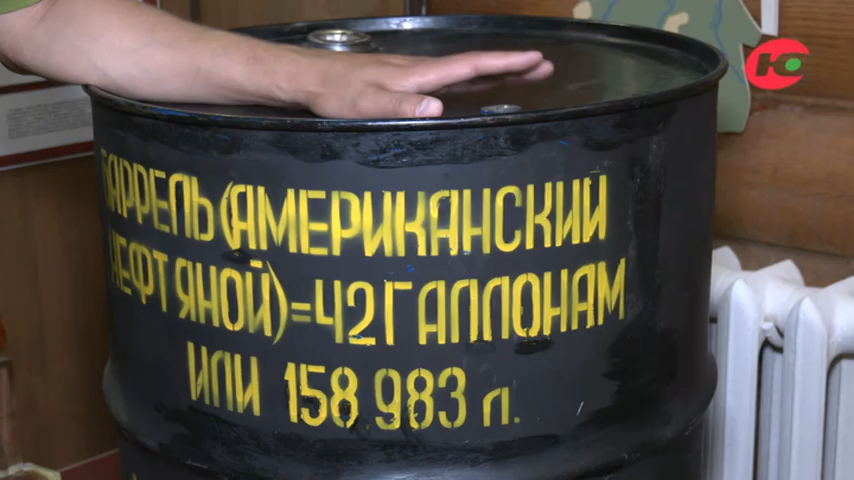 БАРРЕЛЬ (АМЕРИКАНСКИЙ
НЕФТЯНОЙ)=42 ГАЛЛОНАМ
ИЛИ 158.983 л.
Ю